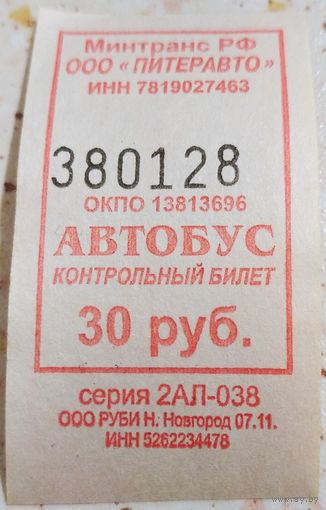 Минтранс РФ
ООО «ПИТЕРАВТО»
ИНН 7819027463
380128
ОКПО 13813696
АВТОБУС
КОНТРОЛЬНЫЙ БИЛЕТ
30 руб.
серия 2АЛ-038
ООО РУБИ Н. Новгород 07.11.
ИНН 5262234478